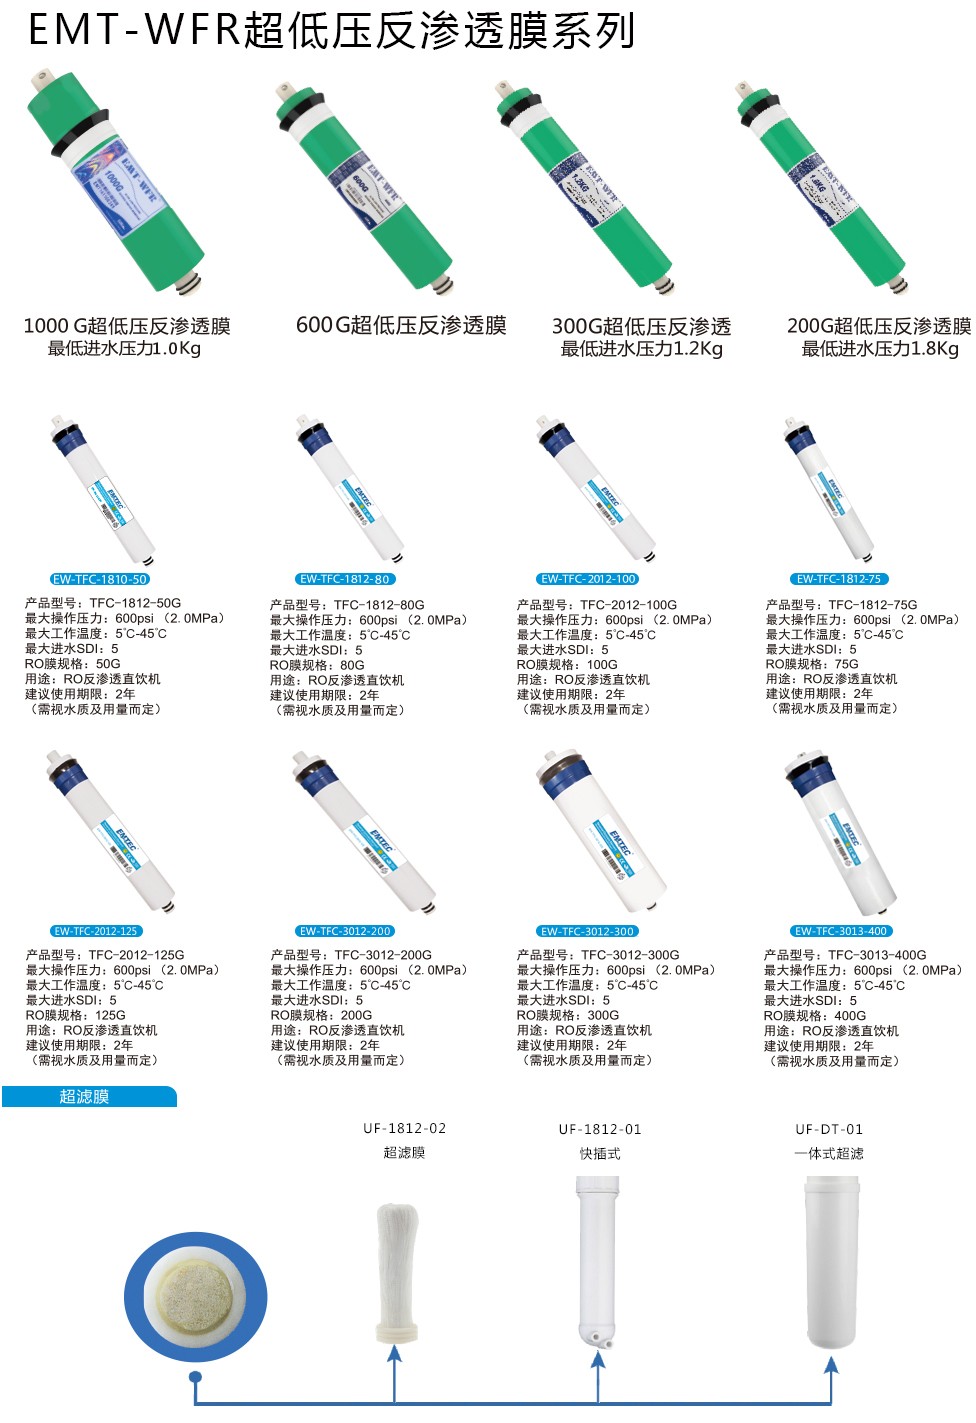 EMT-WFR超低压反渗透膜系列
EMT-WFR
1000G
EMT-WFR
600G
EMT-WFR
1.2KG
EMT-WFR
1.8KG
1000 G超低压反渗透膜
最低进水压力1.0Kg
600G超低压反渗透膜
300G超低压反渗透
最低进水压力1.2Kg
200G超低压反渗透膜
最低进水压力1.8Kg
EMTEC
EMTEC
EMTEC
EMTEC
EW-TFC-1810-50
产品型号：TFC-1812-50G
最大操作压力：600psi （2.0MPa）
最大工作温度：5℃-45℃
最大进水SDI：5
RO膜规格：50G
用途：RO反渗透直饮机
建议使用期限：2年
（需视水质及用量而定）
EW-TFC-1812-80
产品型号：TFC-1812-80G
最大操作压力：600psi （2.0MPa）
最大工作温度：5℃-45℃
最大进水SDI：5
RO膜规格：80G
用途：RO反渗透直饮机
建议使用期限：2年
（需视水质及用量而定）
EW-TFC-2012-100
产品型号：TFC-2012-100G
最大操作压力：600psi （2.0MPa）
最大工作温度：5℃-45℃
最大进水SDI：5
RO膜规格：100G
用途：RO反渗透直饮机
建议使用期限：2年
（需视水质及用量而定）
EW-TFC-1812-75
产品型号：TFC-1812-75G
最大操作压力：600psi （2.0MPa）
最大工作温度：5℃-45℃
最大进水SDI：5
RO膜规格：75G
用途：RO反渗透直饮机
建议使用期限：2年
（需视水质及用量而定）
EMTEC
EMTEC
EMTEC
EMTEC
EW-TFC-2012-125
产品型号：TFC-2012-125G
最大操作压力：600psi （2.0MPa）
最大工作温度：5℃-45℃
最大进水SDI：5
RO膜规格：125G
用途：RO反渗透直饮机
建议使用期限：2年
（需视水质及用量而定）
EW-TFC-3012-200
产品型号：TFC-3012-200G
最大操作压力：600psi （2.0MPa）
最大工作温度：5℃-45℃
最大进水SDI：5
RO膜规格：200G
用途：RO反渗透直饮机
建议使用期限：2年
（需视水质及用量而定）
EW-TFC-3012-300
产品型号：TFC-3012-300G
最大操作压力：600psi （2.0MPa）
最大工作温度：5℃-45℃
最大进水SDI：5
RO膜规格：300G
用途：RO反渗透直饮机
建议使用期限：2年
（需视水质及用量而定）
EW-TFC-3013-400
产品型号：TFC-3013-400G
最大操作压力：600psi （2.0MPa）
最大工作温度：5℃-45℃
最大进水SDI：5
RO膜规格：400G
用途：RO反渗透直饮机
建议使用期限：2年
（需视水质及用量而定）
超滤膜
UF-1812-02
超滤膜
UF-1812-01
快插式
UF-DT-01
一体式超滤